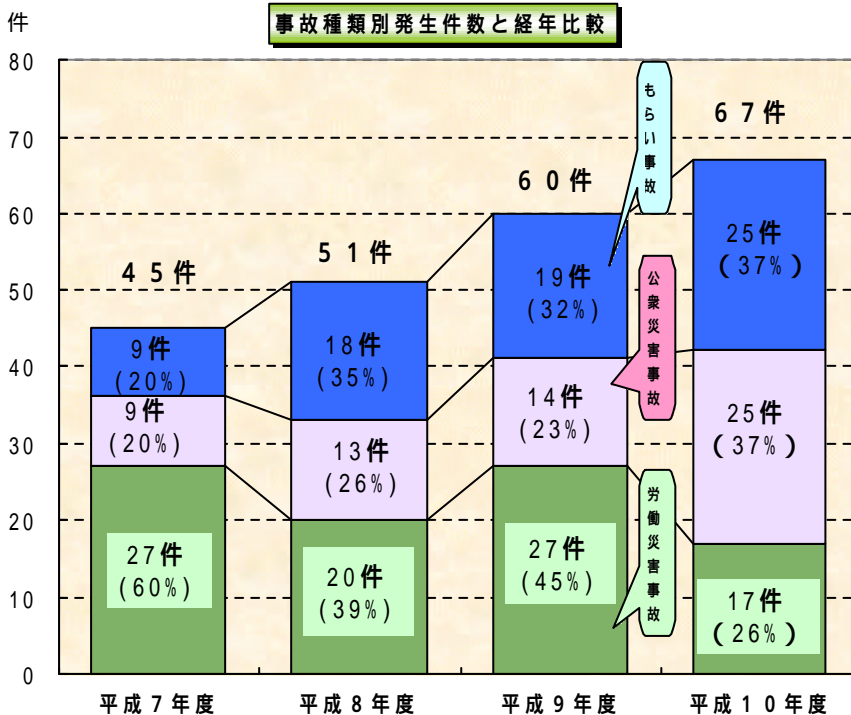 事故種類別発生件数と経年比較
件
80
70
60
50
40
30
20
10
0
45件
9件
(20%)
9件
(20%)
27件
(60%)
51件
18件
(35%)
13件
(26%)
20件
(39%)
60件
19件
(32%)
14件
(23%)
27件
(45%)
もらい事故
公衆災害事故
労働災害事故
67件
25件
(37%)
25件
(37%)
17件
(26%)
平成7年度
平成8年度
平成9年度
平成10年度